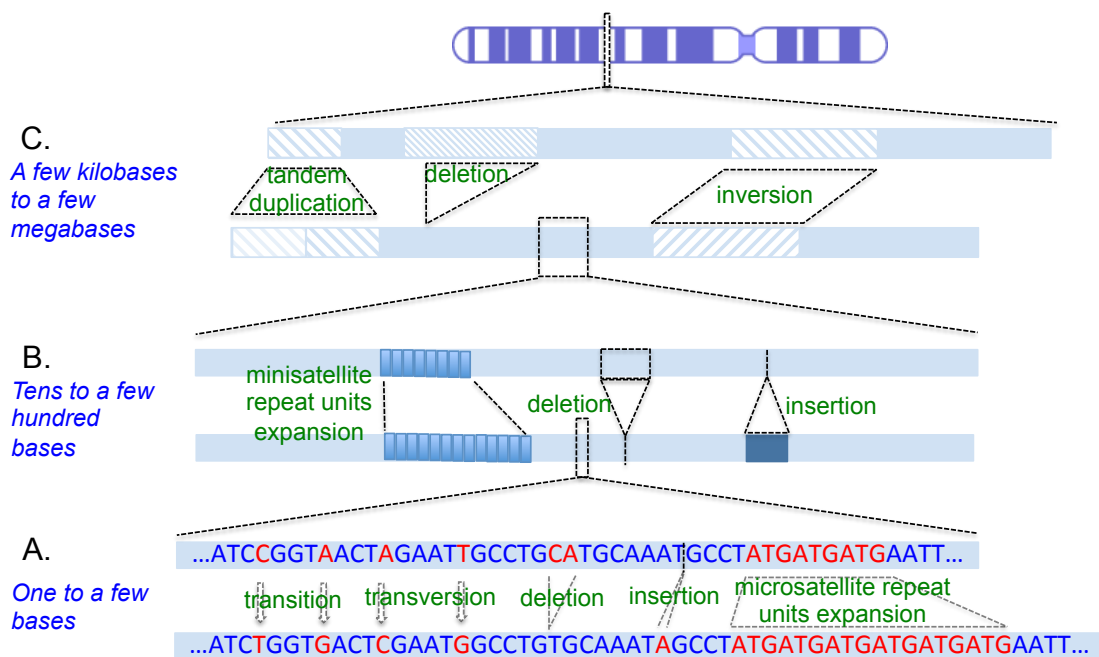 C.
A few kilobases
to a few
megabases
tandem
duplication
deletion
inversion
B.
Tens to a few
hundred
bases
minisatellite
repeat units
expansion
deletion
insertion
A.
One to a few
bases
...ATCCGGTAACTAGAATTGCCTGCATGCAAATGCCTATGATGATGAATT...
transition
transversion
deletion
insertion
microsatellite repeat
units expansion
...ATCTGGTGACTCGAATGGCCTGTGCAAATAGCCTATGATGATGATGATGATGAATT...